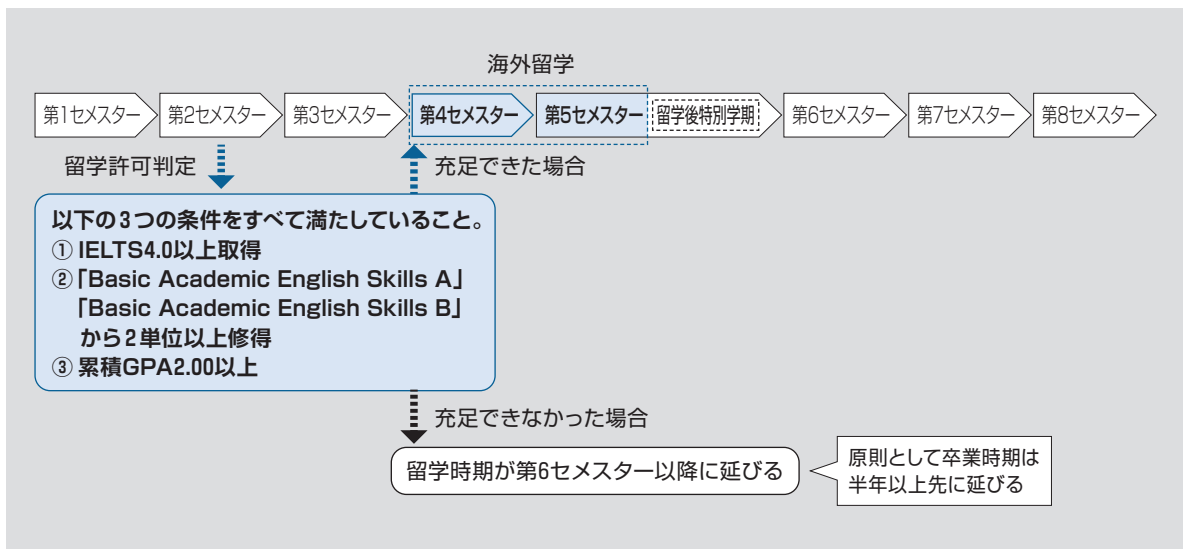 海外留学
第1セメスター 第2セメスター 第3セメスター 第4セメスター 第5セメスター 留学後特別学期 第6セメスター 第7セメスター 第8セメスター
留学許可判定
充足できた場合
以下の3つの条件をすべて満たしていること。
① IELTS4.0以上取得
②「Basic Academic English Skills A」
「Basic Academic English Skills B」
から2単位以上修得
③ 累積GPA2.00以上
充足できなかった場合
留学時期が第6セメスター以降に延びる
原則として卒業時期は
半年以上先に延びる